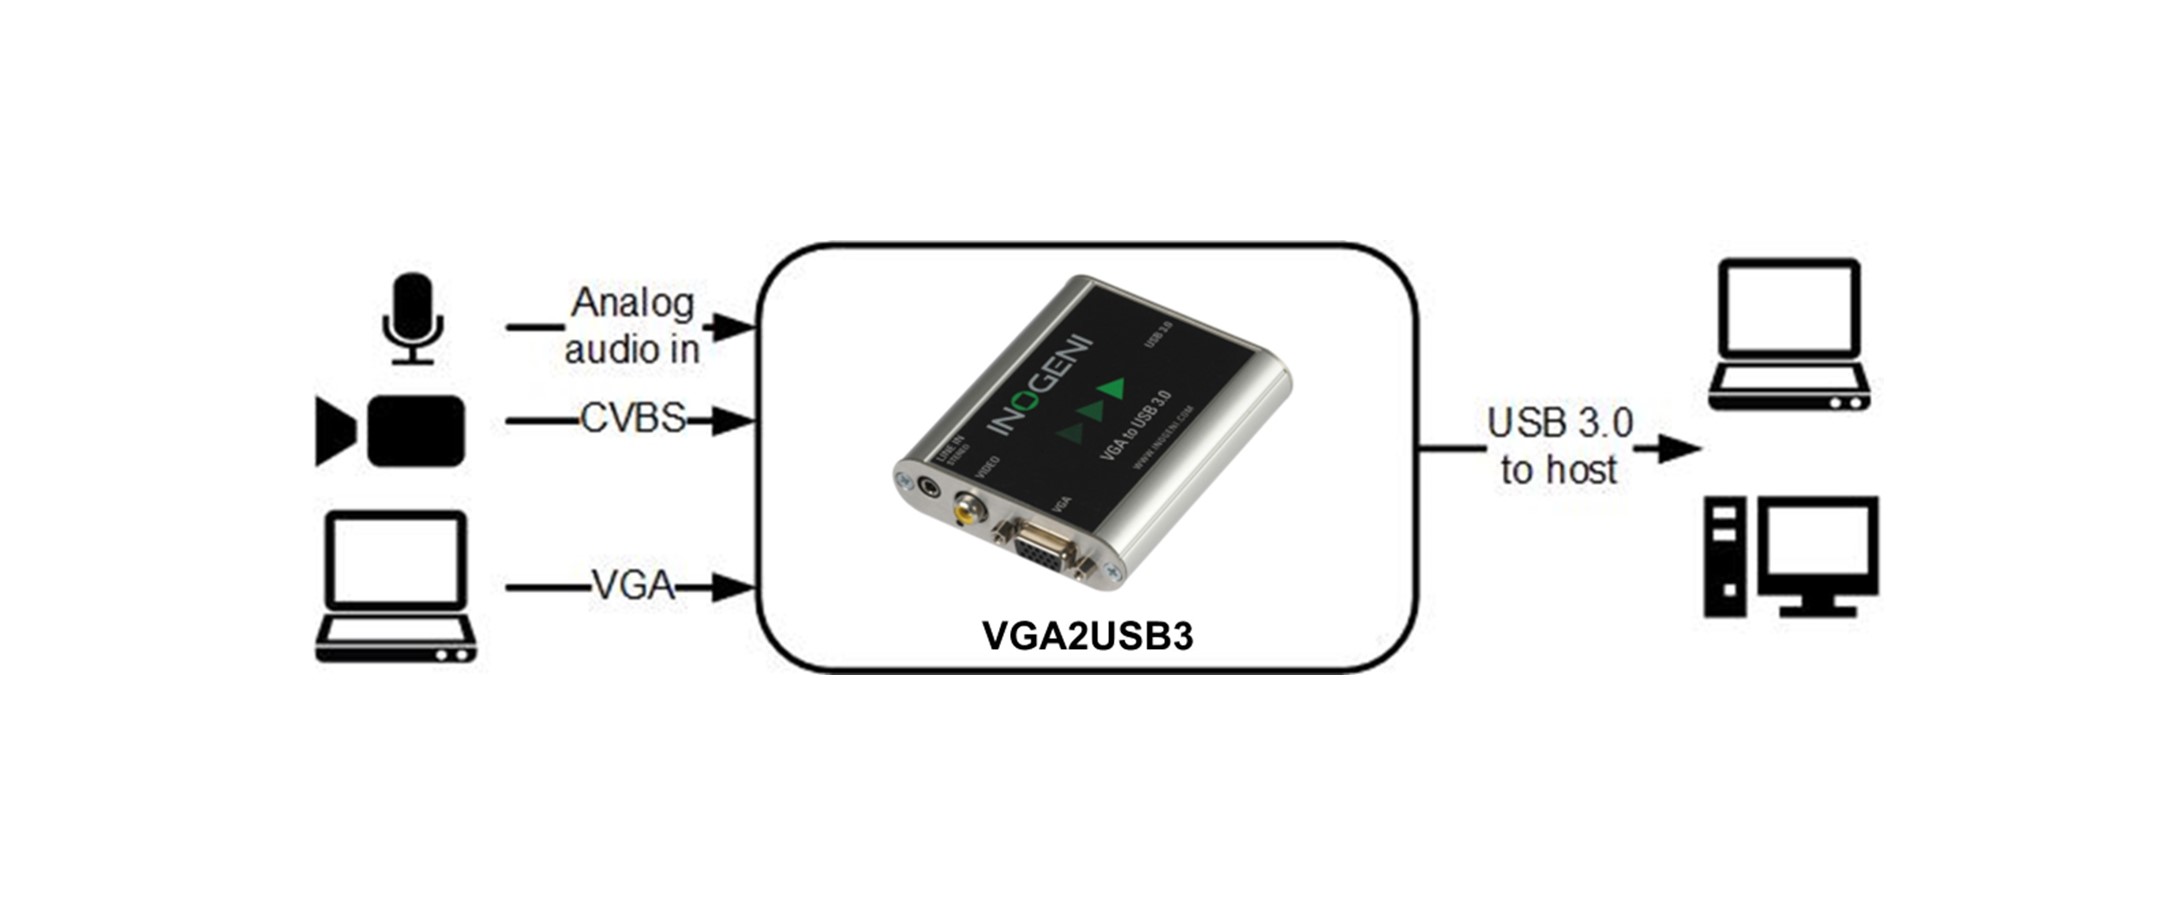 Analog
audio in
CVBS
VGA
INOGENI
USB 3.0
VGA to USB 3.0
WWW.INOGENI.COM
LINE IN
STEREO
VIDEO
VGA
VGA2USB3
USB 3.0
to host